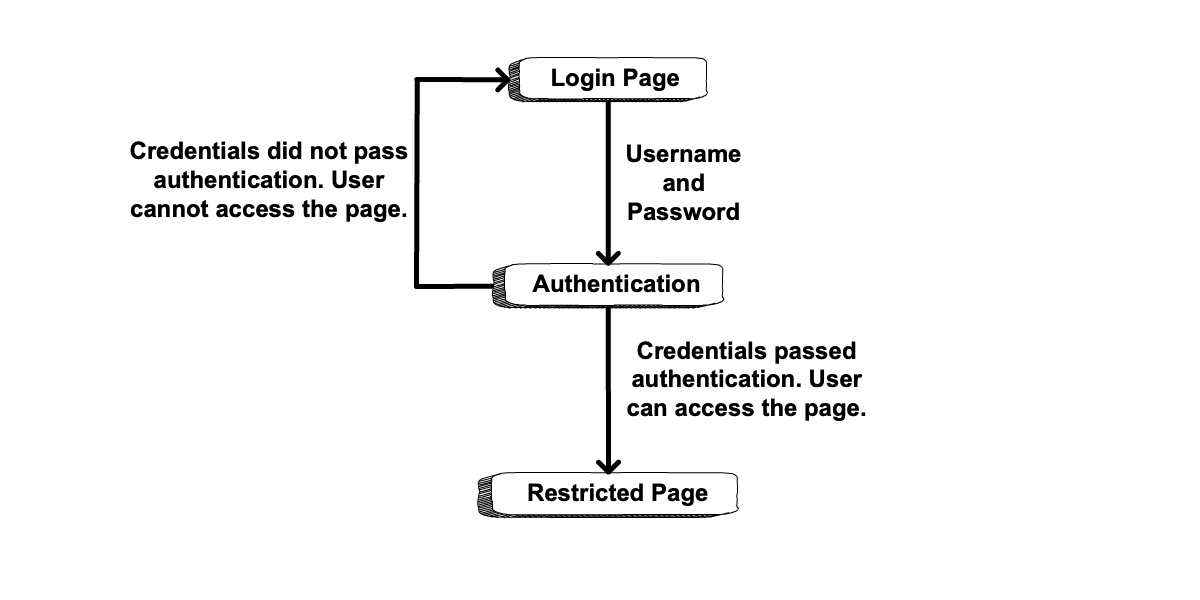 Login Page
Credentials did not pass
authentication. User
cannot access the page.
Username
and
Password
Authentication
Credentials passed
authentication. User
can access the page.
Restricted Page